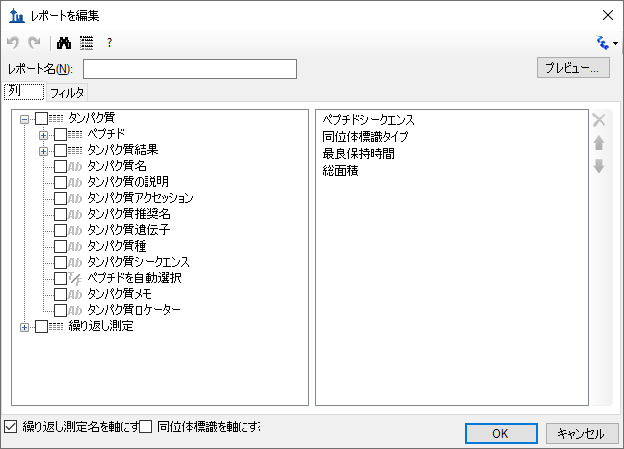 レポートを編集
?
レポート名(N):
プレビュー...
列 フィルタ
タンパク質
ペプチド
タンパク質結果
Ab タンパク質名
Ab タンパク質の説明
Ab タンパク質アクセッション
Ab タンパク質推奨名
Ab タンパク質遺伝子
Ab タンパク質種
Ab タンパク質シークエンス
T/F ペプチドを自動選択
Ab タンパク質メモ
Ab タンパク質ロケーター
繰り返し測定
ペプチドシークエンス
同位体標識タイプ
最良保持時間
総面積
繰り返し測定名を軸にす 同位体標識を軸にす
OK
キャンセル